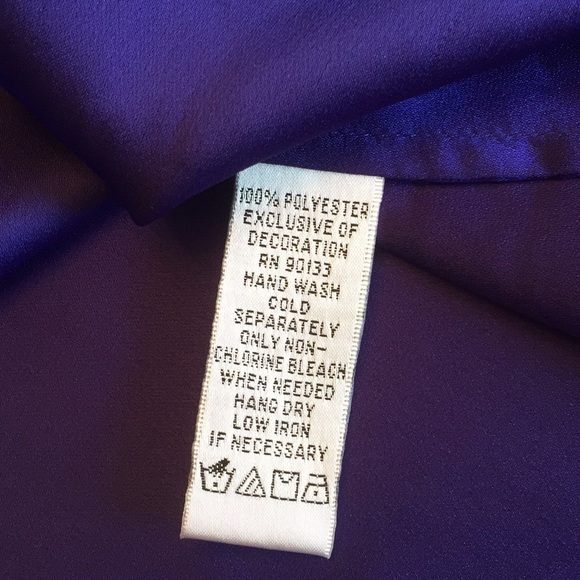 100% POLYESTER
EXCLUSIVE OF
DECORATION
RN 90133
HAND WASH
COLD
SEPARATELY
ONLY NON-
CHLORINE BLEACH
WHEN NEEDED
HANG DRY
LOW IRON
IF NECESSARY